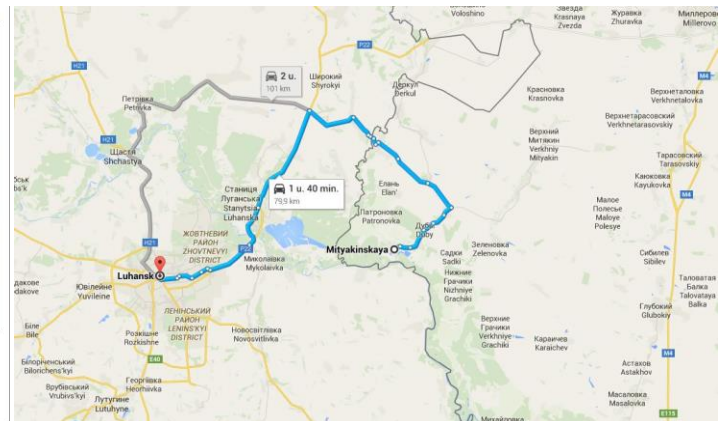 Волошино
Voloshino
Звезда
Krasnaya
Zvezda
Журавка
Zhuravka
Миллерово
Millerovo
P22
H21
2 u.
101 km
Широкий
Shyrokyi
Деркул
Derkul
M4
Петрівка
Petrivka
Красновка
Krasnovka
Верхнеталовка
Verkhnetalovka
Верхнетарасовский
Verkhnetarasovskiy
H21
Щастя
Shchastya
Верхний
Митякин
Verkhniy
Mityakin
Тарасовский
Tarasovskiy
Станиця
Луганська
Stanytsia
Luhanska
1 u. 40 min.
79,9 km
Елань
Elan'
Патроновка
Patronovka
Каюковка
Kayukovka
Малое
Полесье
Maloye
Polesye
Дубы
Duby
ЖОВТНЕВИЙ
РАЙОН
ZHOVTNEVYI
DISTRICT
H21
P22
Mityakinskaya
Зеленовка
Zelenovka
Садки
Sadki
Миколаївка
Mykolaivka
Сибилев
Sibilev
Luhansk
Нижние
Грачики
Nizhniye
Grachiki
Таловатая
Балка
Talovataya
Balka
Ювілейне
Yuvileine
Глубокий
Glubokiy
ЛЕНІНСЬКИЙ
РАЙОН
LENINS'KYI
DISTRICT
Біле
Bile
Розкішне
Rozkishne
Новосвітлівка
Novosvitlivka
Верхние
Грачики
Verkhniye
Grachiki
Караичев
Karaichev
M4
E40
Білоріченський
Bilorichens'kyi
Астахов
Astakhov
Георгіївка
Heorhiivka
Врубівський
Vrubivs'kyi
Лутугине
Lutuhyne
Масаловка
Masalovka
E115